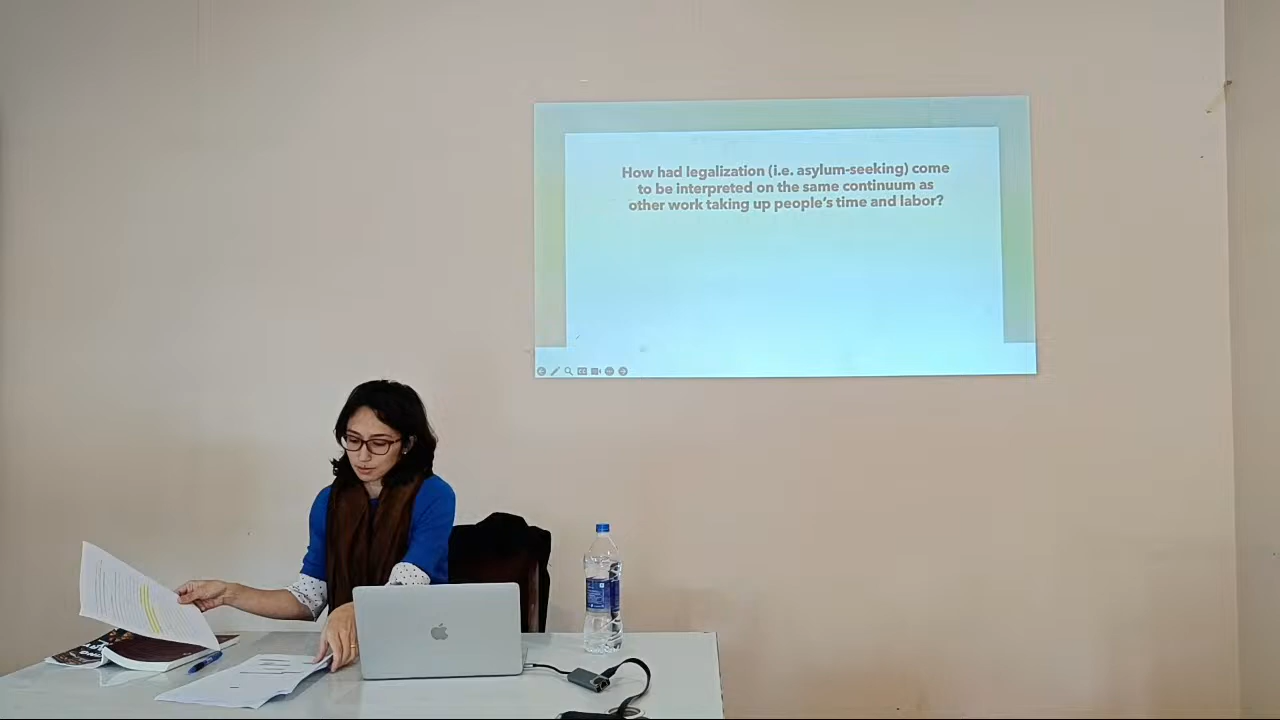 How had legalization (i.e. asylum-seeking) come
to be interpreted on the same continuum as
other work taking up people's time and labor?